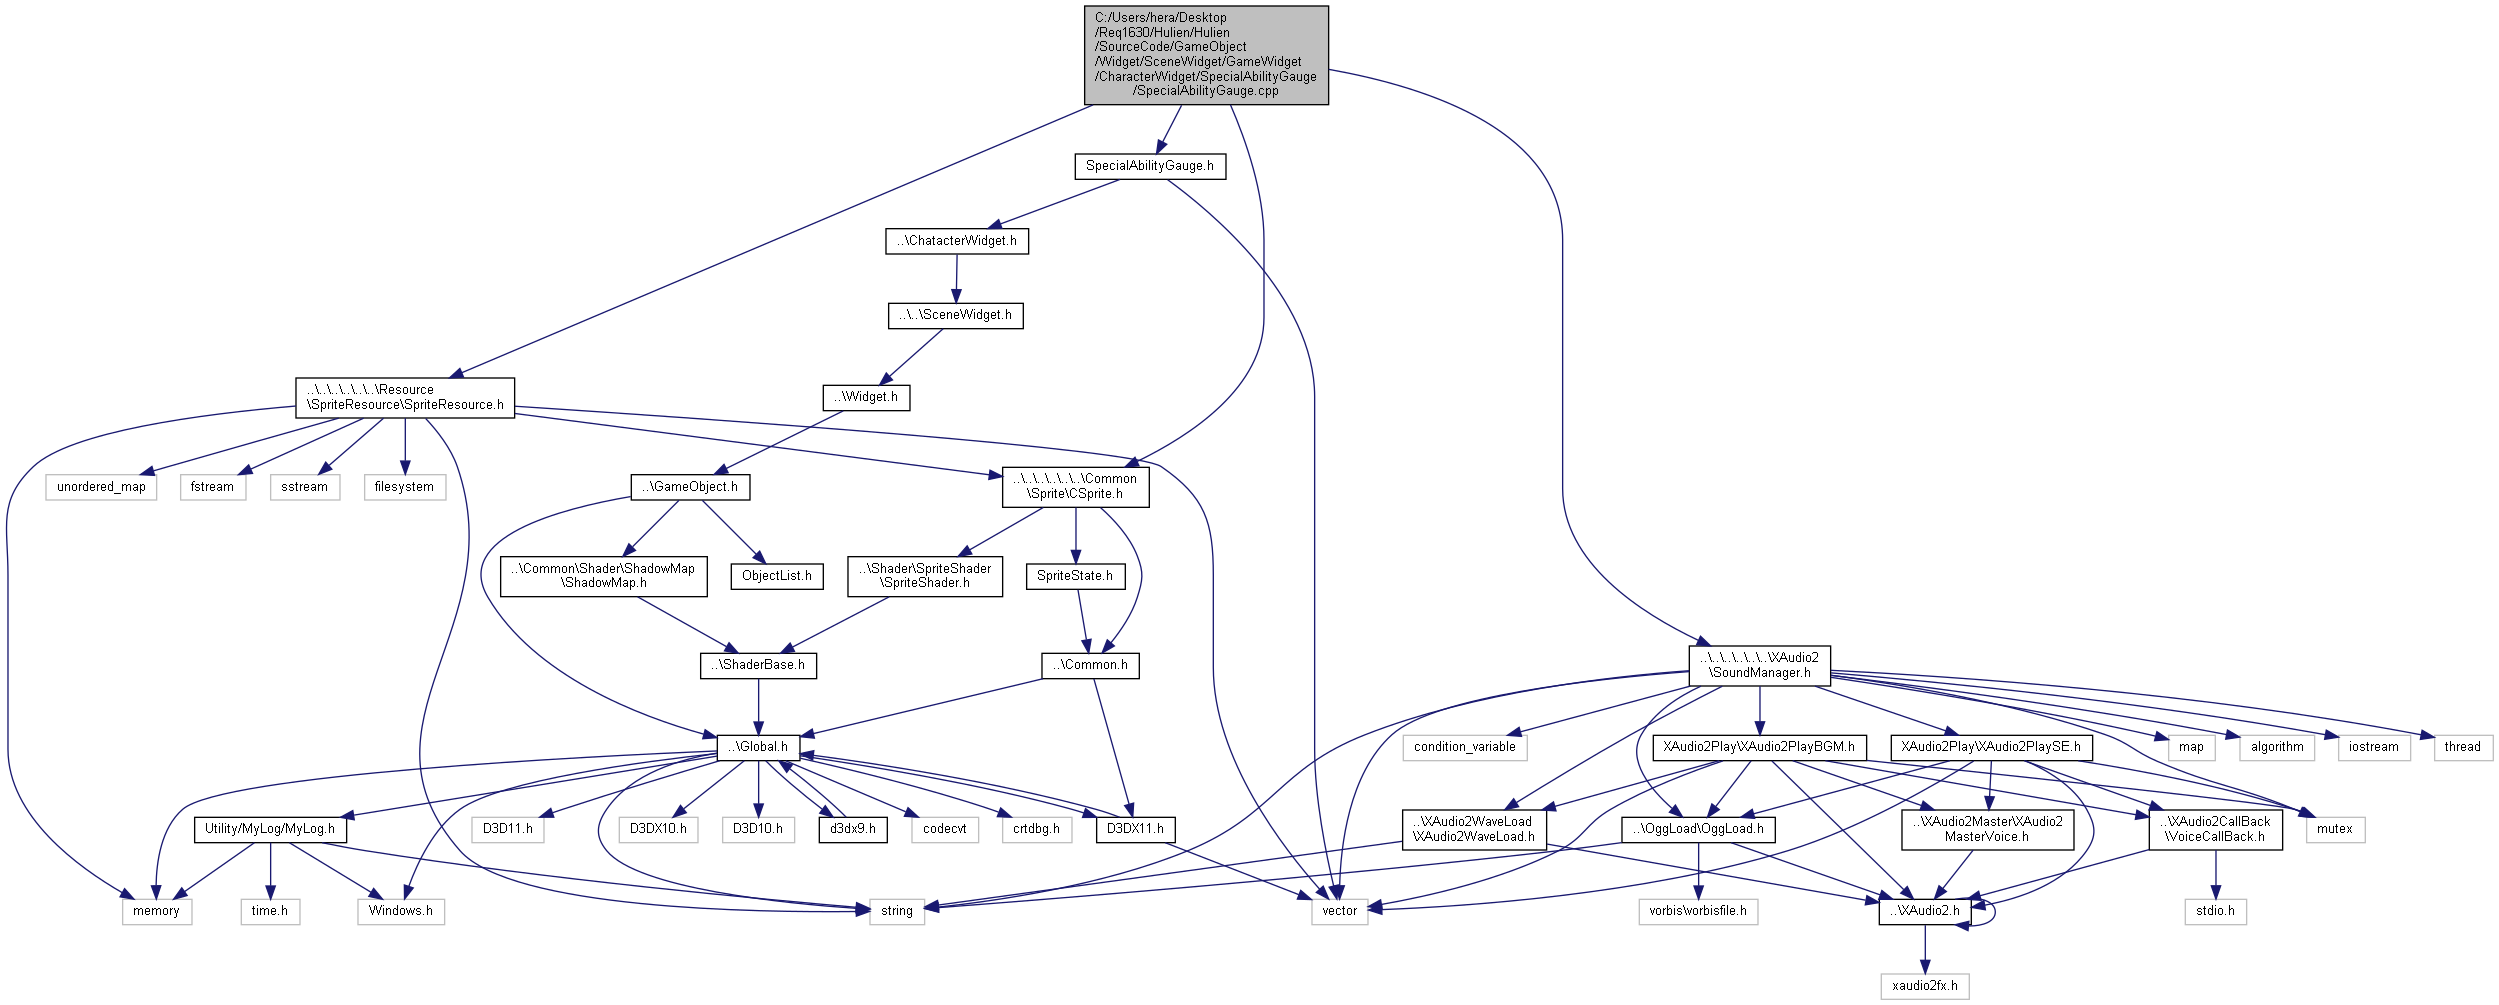 C:/Users/hera/Desktop
/Req1630/Hulien/Hulien
/SourceCode/GameObject
/Widget/SceneWidget/GameWidget
/CharacterWidget/SpecialAbilityGauge
/SpecialAbilityGauge.cpp
SpecialAbilityGauge.h
..\ChatacterWidget.h
..\..\SceneWidget.h
..\..\..\..\..\..\Resource
\SpriteResource\SpriteResource.h
..\Widget.h
unordered_map
fstream
sstream
filesystem
..\GameObject.h
..\..\..\..\..\..\Common
\Sprite\CSprite.h
..\Common\Shader\ShadowMap
\ShadowMap.h
ObjectList.h
..\Shader\SpriteShader
\SpriteShader.h
SpriteState.h
..\ShaderBase.h
..\Common.h
..\..\..\..\..\..\XAudio2
\SoundManager.h
..\Global.h
condition_variable
XAudio2Play\XAudio2PlayBGM.h
XAudio2Play\XAudio2PlaySE.h
map
algorithm
iostream
thread
Utility/MyLog/MyLog.h
D3D11.h
D3DX10.h
D3D10.h
d3dx9.h
codecvt
crtdbg.h
D3DX11.h
..\XAudio2WaveLoad
\XAudio2WaveLoad.h
..\OggLoad\OggLoad.h
..\XAudio2Master\XAudio2
MasterVoice.h
..\XAudio2CallBack
\VoiceCallBack.h
mutex
memory
time.h
Windows.h
string
vector
vorbis\vorbisfile.h
..\XAudio2.h
stdio.h
xaudio2fx.h